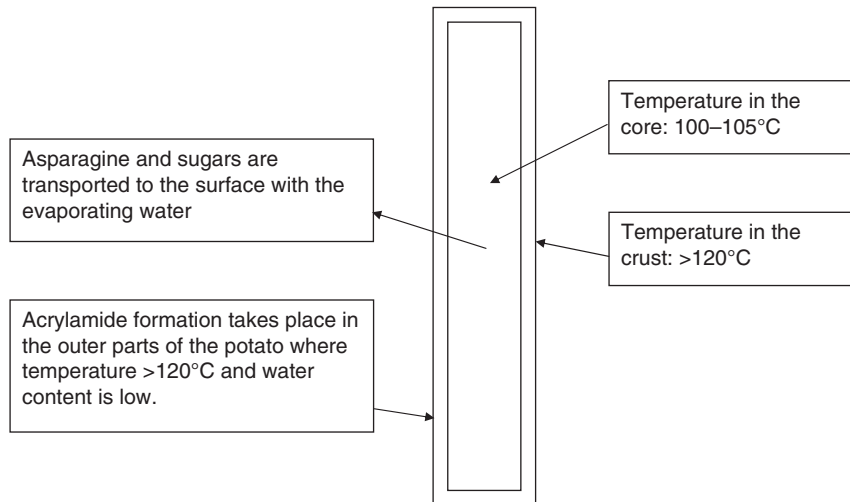 Temperature in the
core: 100–105°C
Asparagine and sugars are
transported to the surface with the
evaporating water
Temperature in the
crust: >120°C
Acrylamide formation takes place in
the outer parts of the potato where
temperature >120°C and water
content is low.